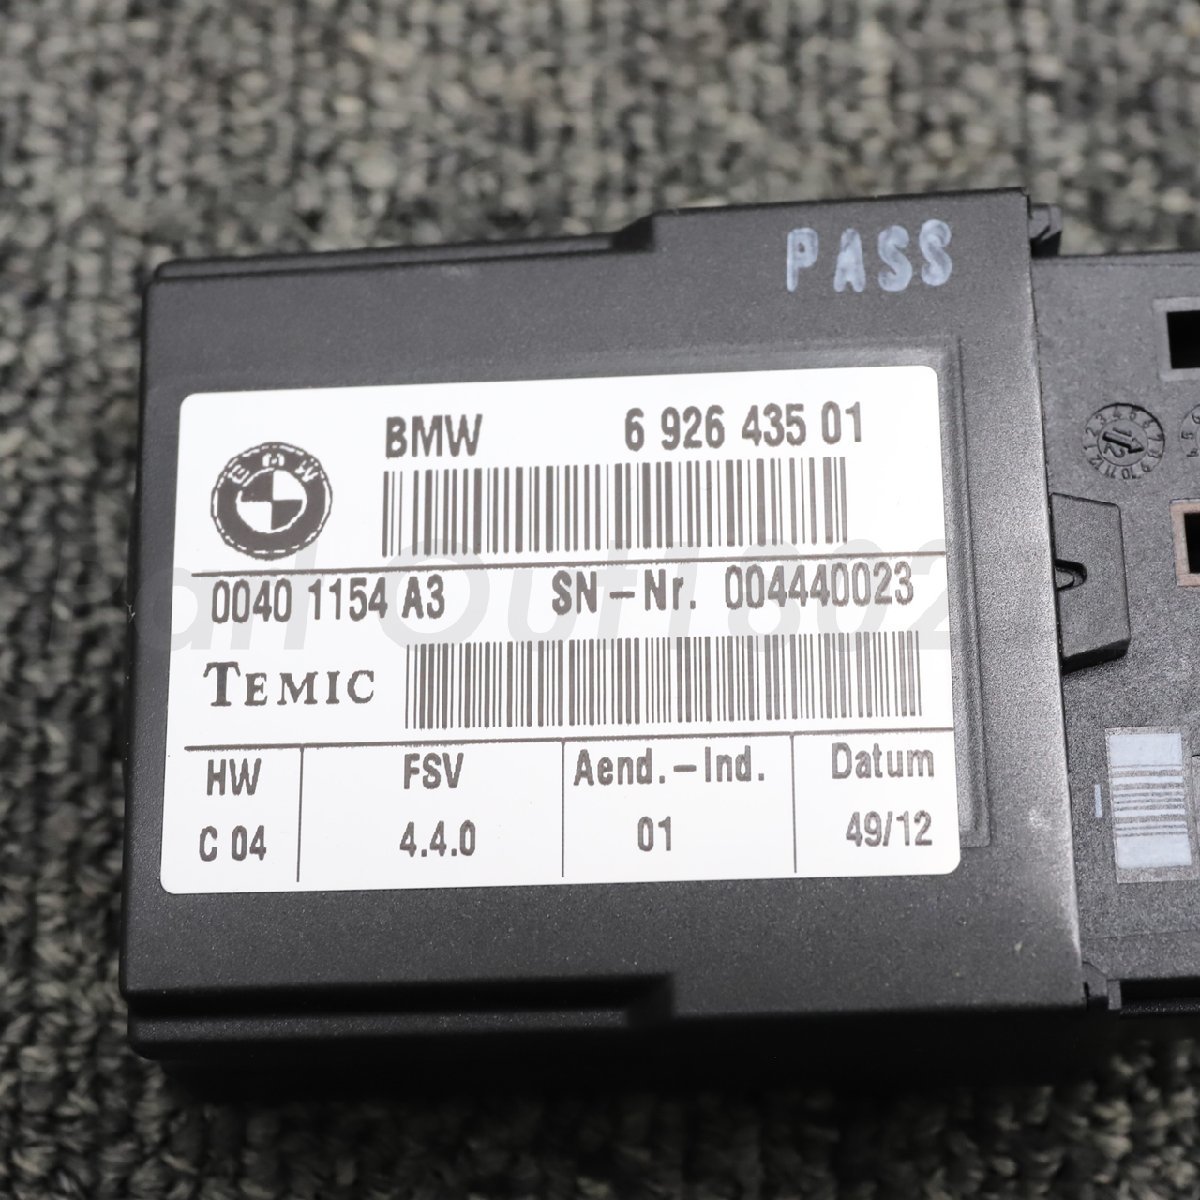 PASS
BMW 6 926 435 01
BMW
0040 1154 A3 SN-Nr. 004440023
TEMIC
HW FSV Aend.-Ind. Datum
C 04 4.4.0 01 49/12